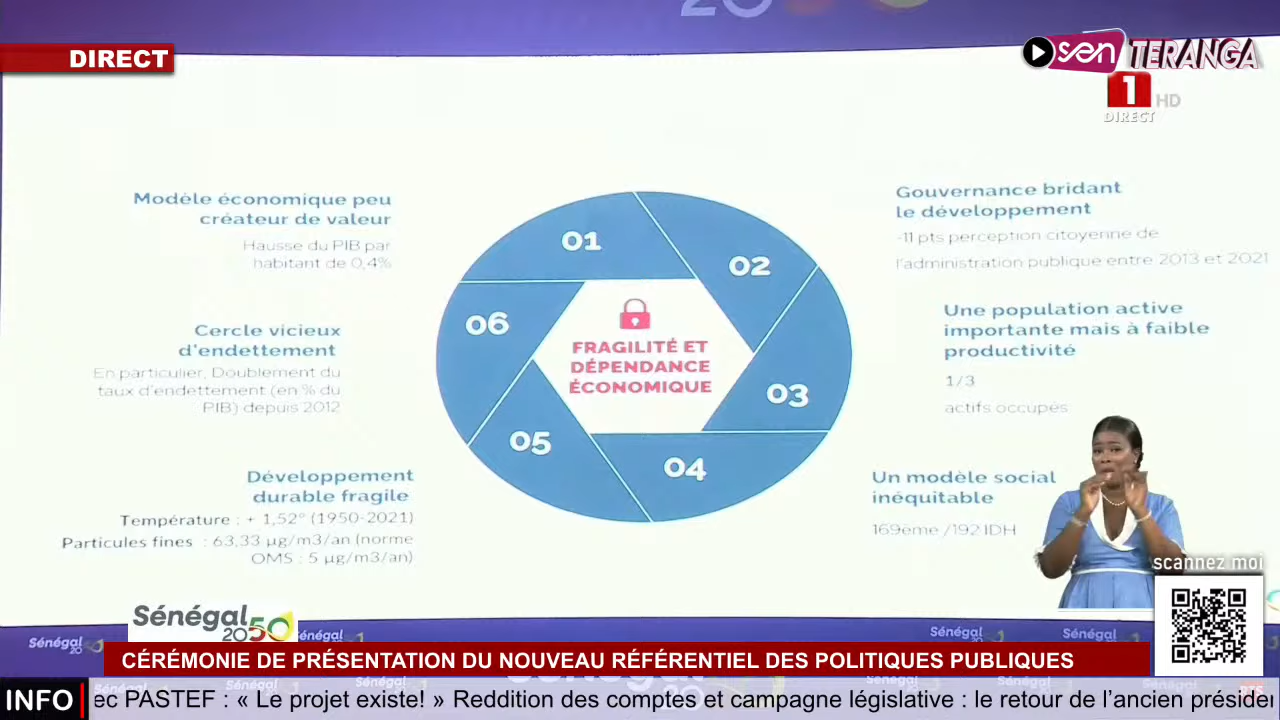 DIRECT
sen TERANGA
1 HD
DIRECT
Modèle économique peu
créateur de valeur
Hausse du PIB par
habitant de 0,4%
Cercle vicieux
d'endettement
En particulier, Doublement du
taux d'endettement (en % du
PIB) depuis 2012
Développement
durable fragile
Température : + 1,52° (1950-2021)
Particules fines : 63,33 µg/m3/an (norme
OMS : 5 µg/m3/an)
01
02
03
04
05
06
FRAGILITÉ ET
DÉPENDANCE
ÉCONOMIQUE
Gouvernance bridant
le développement
-11 pts perception citoyenne de
l'administration publique entre 2013 et 2021
Une population active
importante mais à faible
productivité
1/3
actifs occupés
Un modèle social
inéquitable
169ème /192 IDH
scannez moi
Sénégal
2050
Sénégal
Sénégal
Sénégal
CÉRÉMONIE DE PRÉSENTATION DU NOUVEAU RÉFÉRENTIEL DES POLITIQUES PUBLIQUES
INFO ec PASTEF : « Le projet existe! » Reddition des comptes et campagne législative : le retour de l'ancien présider